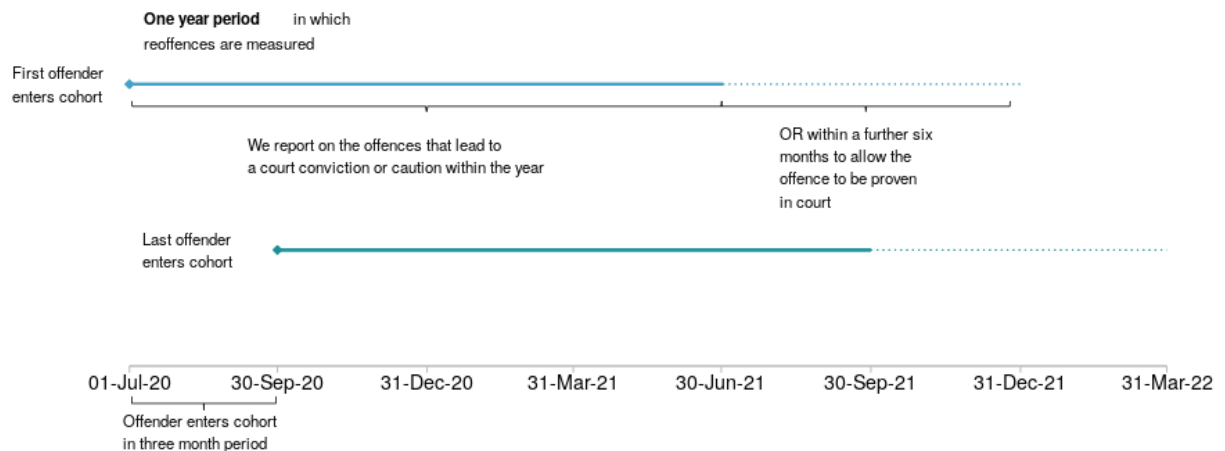 One year period in which
reoffences are measured
First offender
enters cohort
We report on the offences that lead to
a court conviction or caution within the year
OR within a further six
months to allow the
offence to be proven
in court
Last offender
enters cohort
01-Jul-20 30-Sep-20 31-Dec-20 31-Mar-21 30-Jun-21 30-Sep-21 31-Dec-21 31-Mar-22
Offender enters cohort
in three month period